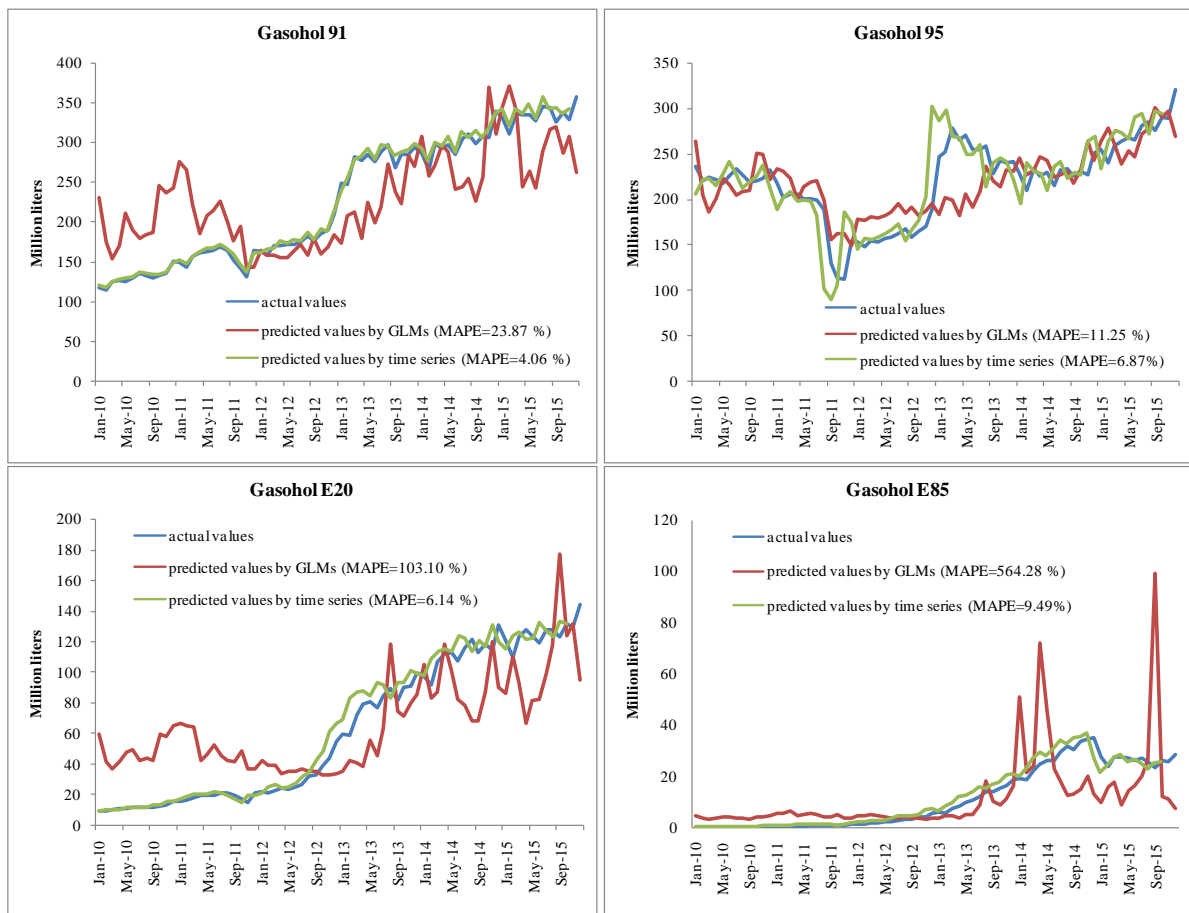 Gasohol 91
Million liters
400
350
300
250
200
150
100
50
0
actual values
predicted values by GLMs (MAPE=23.87 %)
predicted values by time series (MAPE=4.06 %)
Jan-10
May-10
Sep-10
Jan-11
May-11
Sep-11
Jan-12
May-12
Sep-12
Jan-13
May-13
Sep-13
Jan-14
May-14
Sep-14
Jan-15
May-15
Sep-15
Gasohol 95
Million liters
350
300
250
200
150
100
50
0
actual values
predicted values by GLMs (MAPE=11.25 %)
predicted values by time series (MAPE=6.87%)
Jan-10
May-10
Sep-10
Jan-11
May-11
Sep-11
Jan-12
May-12
Sep-12
Jan-13
May-13
Sep-13
Jan-14
May-14
Sep-14
Jan-15
May-15
Sep-15
Gasohol E20
Million liters
200
180
160
140
120
100
80
60
40
20
0
actual values
predicted values by GLMs (MAPE=103.10 %)
predicted values by time series (MAPE=6.14 %)
Jan-10
May-10
Sep-10
Jan-11
May-11
Sep-11
Jan-12
May-12
Sep-12
Jan-13
May-13
Sep-13
Jan-14
May-14
Sep-14
Jan-15
May-15
Sep-15
Gasohol E85
Million liters
120
100
80
60
40
20
0
actual values
predicted values by GLMs (MAPE=564.28 %)
predicted values by time series (MAPE=9.49%)
Jan-10
May-10
Sep-10
Jan-11
May-11
Sep-11
Jan-12
May-12
Sep-12
Jan-13
May-13
Sep-13
Jan-14
May-14
Sep-14
Jan-15
May-15
Sep-15